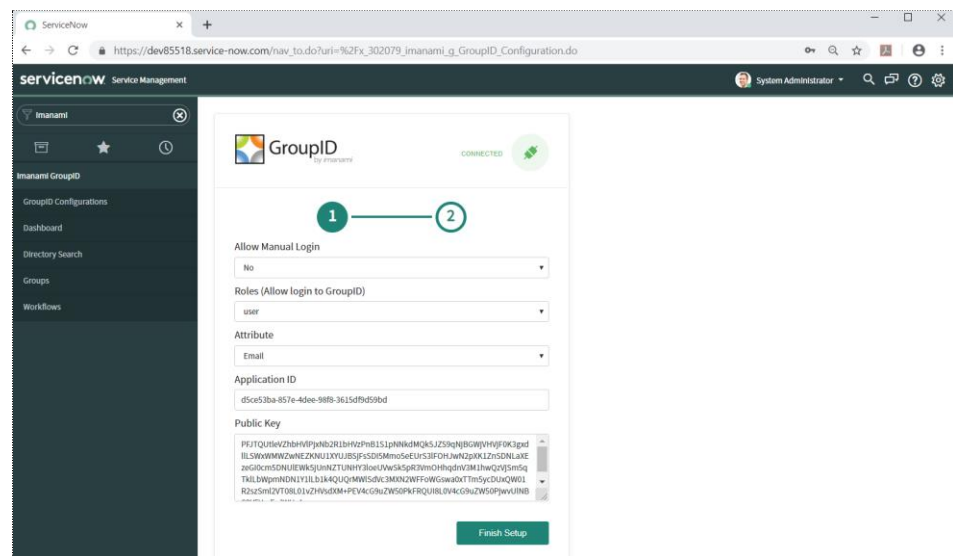 ServiceNow
https://dev85518.service-now.com/nav_to.do?uri=%2Fx_302079_imanami_g_GroupID_Configuration.do
servicenow Service Management
System Administrator
Imanami
Imanami GroupID
GroupID Configurations
Dashboard
Directory Search
Groups
Workflows
GroupID
by imanami
CONNECTED
1
2
Allow Manual Login
No
Roles (Allow login to GroupID)
user
Attribute
Email
Application ID
d5ce53ba-857e-4dee-98f8-3615df9d59bd
Public Key
Finish Setup